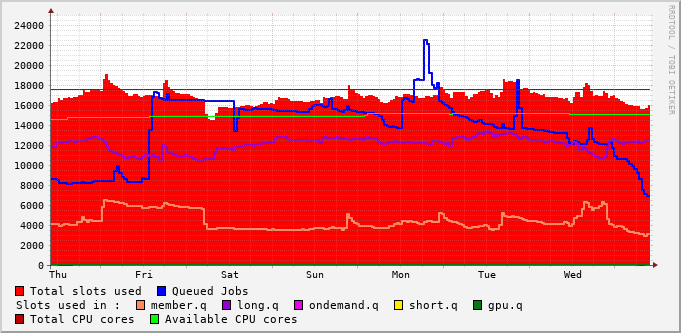 24000
22000
20000
18000
16000
14000
12000
10000
8000
6000
4000
2000
0
Thu Fri Sat Sun Mon Tue Wed
RRDTOOL / TOBI OETIKER
Total slots used Queued Jobs
Slots used in : member.q long.q ondemand.q short.q gpu.q
Total CPU cores Available CPU cores